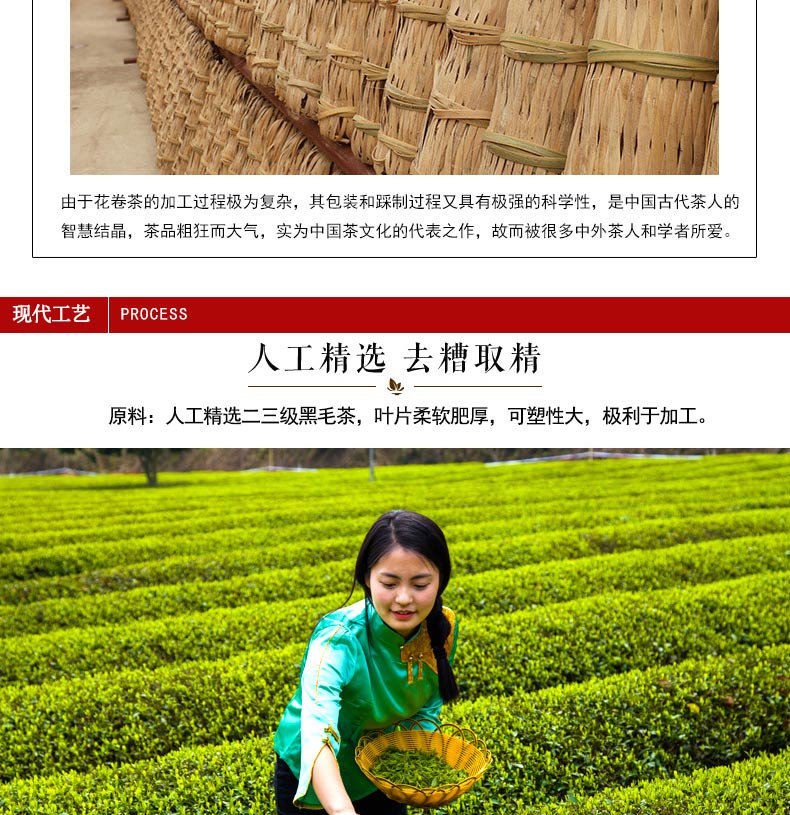 由于花卷茶的加工过程极为复杂，其包装和踩制过程又具有极强的科学性，是中国古代茶人的
智慧结晶，茶品粗狂而大气，实为中国茶文化的代表之作，故而被很多中外茶人和学者所爱。
现代工艺 PROCESS
人工精选 去糟取精
原料：人工精选二三级黑毛茶，叶片柔软肥厚，可塑性大，极利于加工。